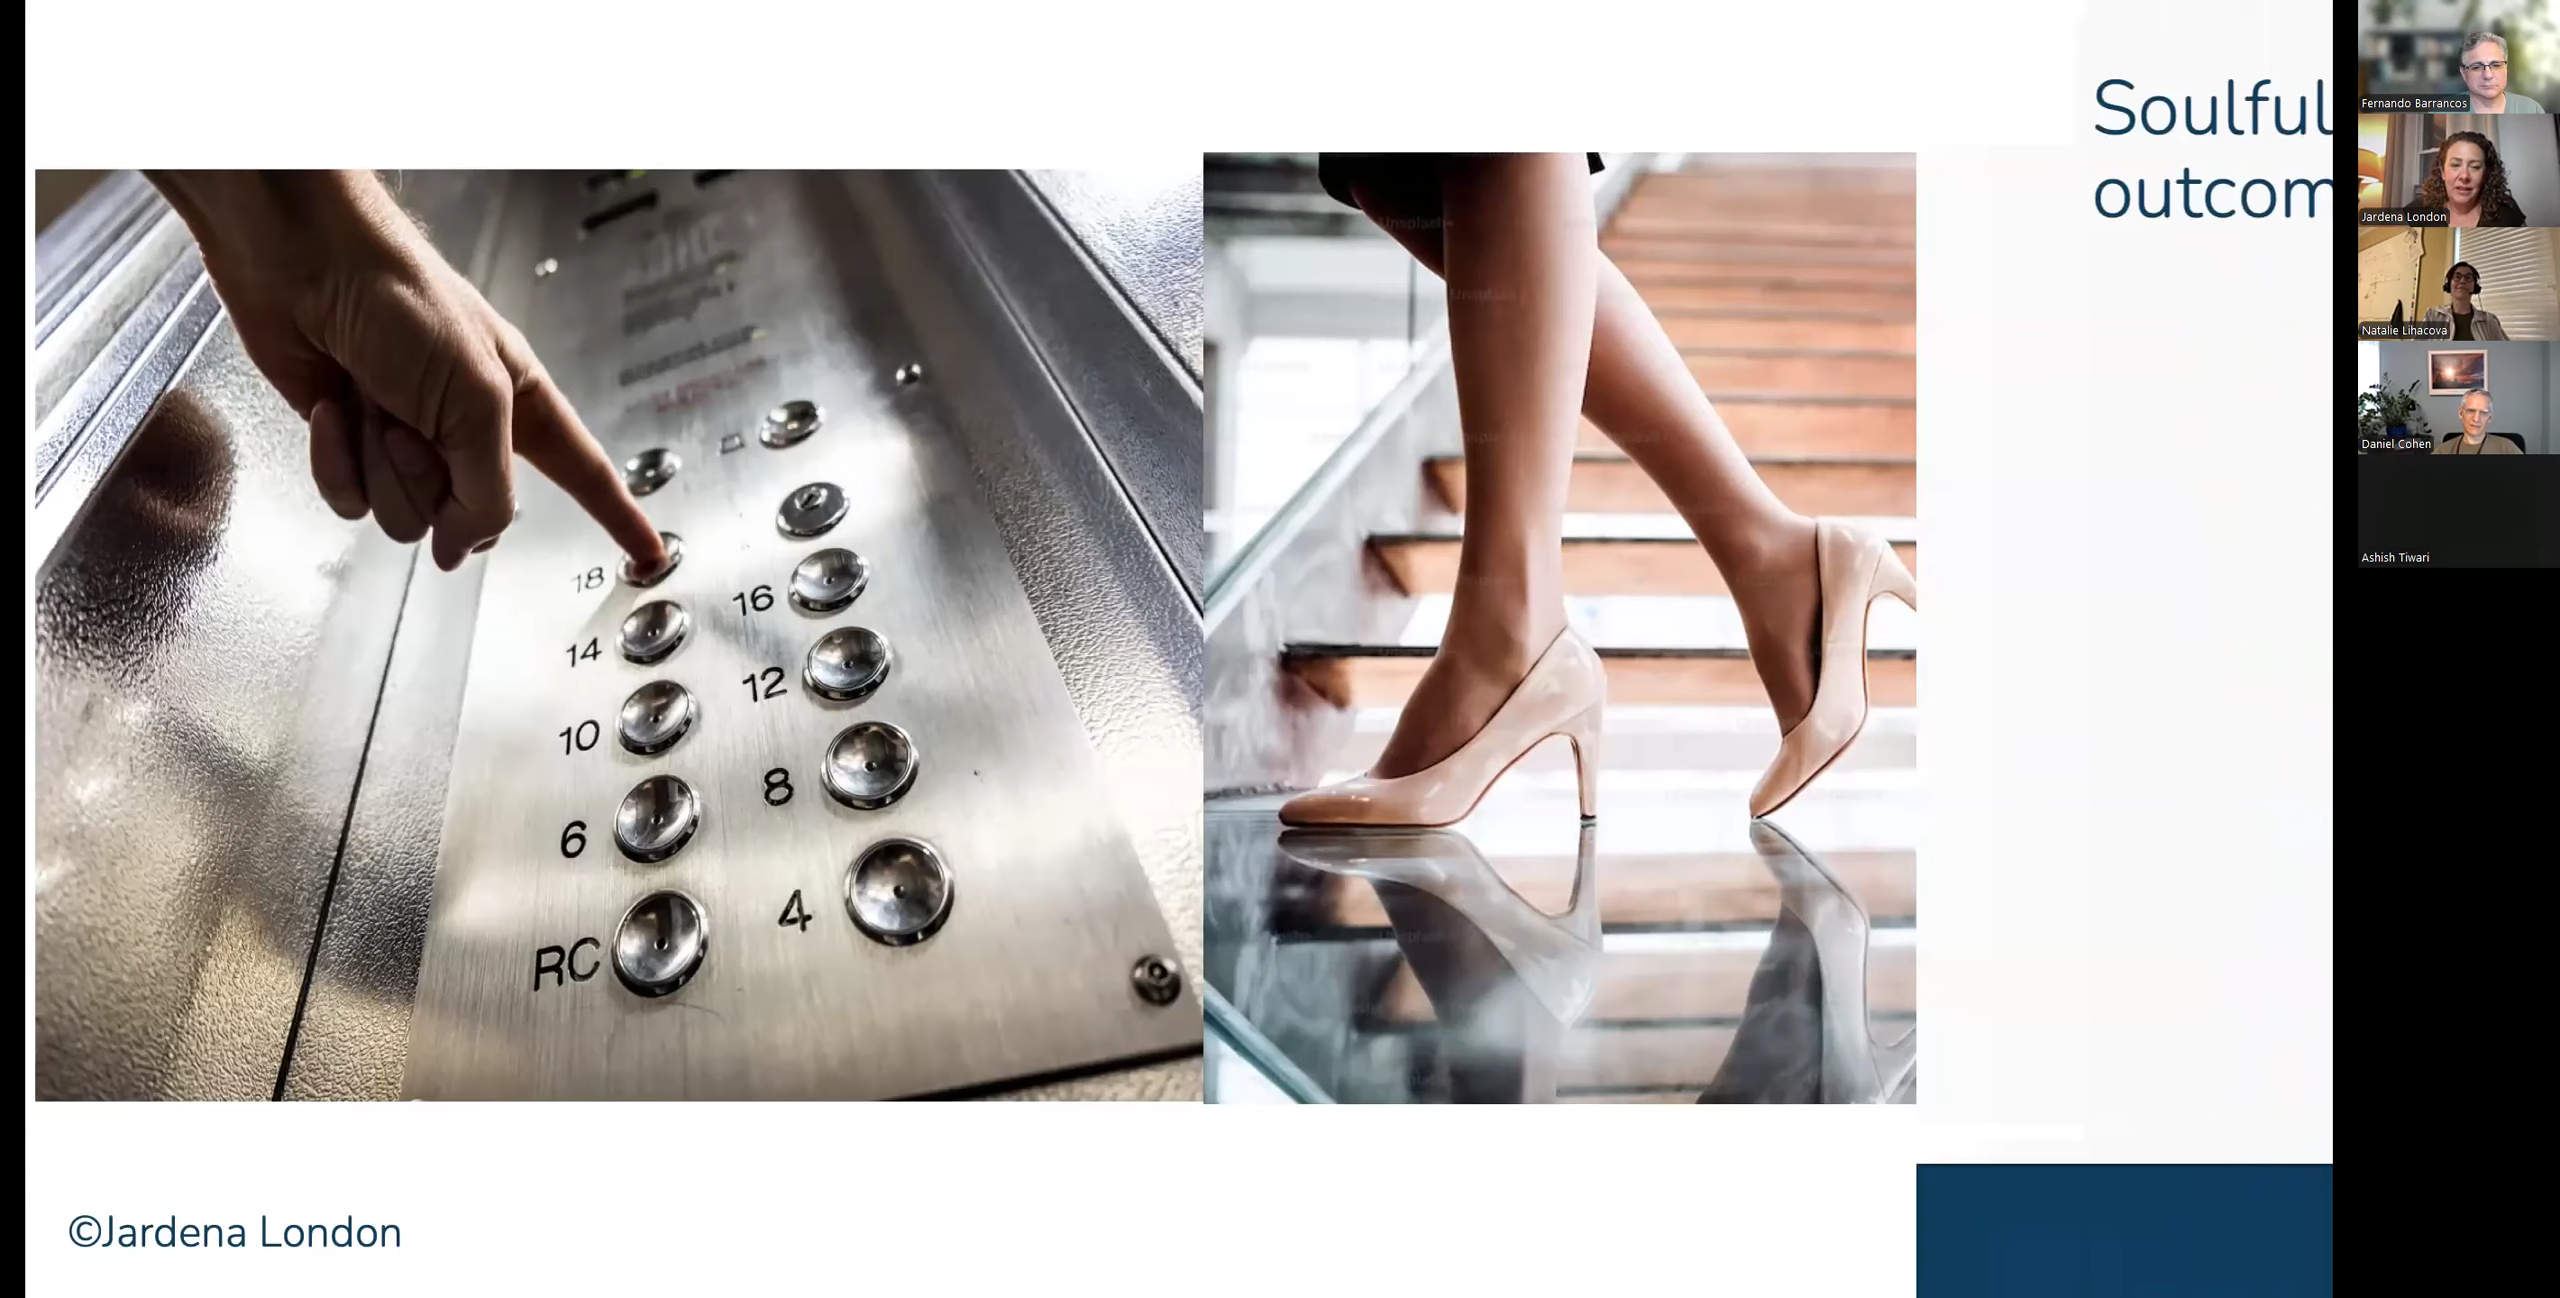 Soulful
outcom
18
14
16
10
12
6
8
RC
4
©Jardena London
Fernando Barrancos
Jardena London
Natalie Lihacova
Daniel Cohen
Ashish Tiwari